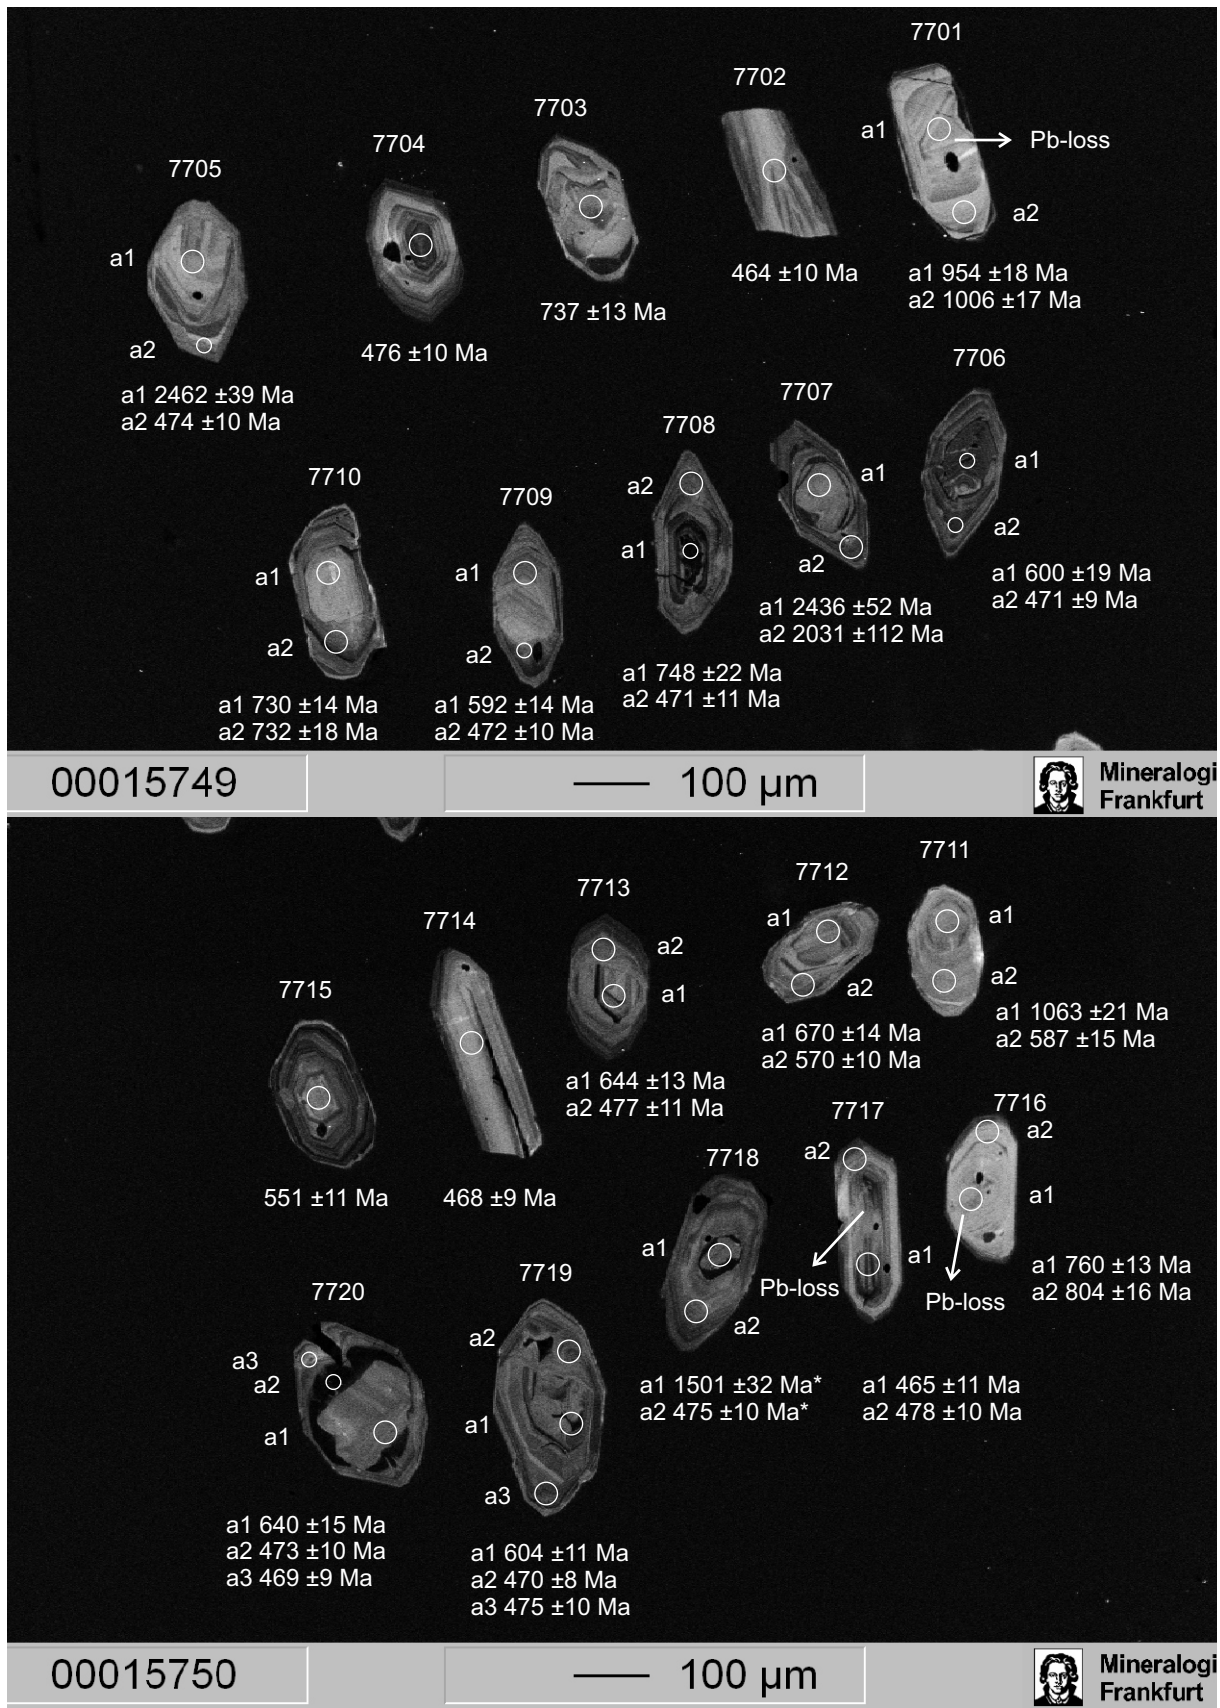 7701
7702
7703
7704
7705
a1
Pb-loss
a2
a1
a2
464 ±10 Ma
a1 954 ±18 Ma
a2 1006 ±17 Ma
737 ±13 Ma
476 ±10 Ma
a1 2462 ±39 Ma
a2 474 ±10 Ma
7706
7707
7708
7710
7709
a1
a2
a1
a2
a2
a1
a1
a2
a1
a2
a1 600 ±19 Ma
a2 471 ±9 Ma
a1 2436 ±52 Ma
a2 2031 ±112 Ma
a1 748 ±22 Ma
a2 471 ±11 Ma
a1 730 ±14 Ma
a2 732 ±18 Ma
a1 592 ±14 Ma
a2 472 ±10 Ma
00015749
100 µm
Mineralogi
Frankfurt
7711
7712
7713
7714
7715
a1
a2
a1
a2
a2
a1
a1 1063 ±21 Ma
a2 587 ±15 Ma
a1 670 ±14 Ma
a2 570 ±10 Ma
a1 644 ±13 Ma
a2 477 ±11 Ma
551 ±11 Ma
468 ±9 Ma
7716
7717
7718
7719
7720
a2
a1
a2
a1
a1
a2
Pb-loss
Pb-loss
a1 760 ±13 Ma
a2 804 ±16 Ma
a3
a2
a1
a2
a1
a3
a1 1501 ±32 Ma*
a2 475 ±10 Ma*
a1 465 ±11 Ma
a2 478 ±10 Ma
a1 640 ±15 Ma
a2 473 ±10 Ma
a3 469 ±9 Ma
a1 604 ±11 Ma
a2 470 ±8 Ma
a3 475 ±10 Ma
00015750
100 µm
Mineralogi
Frankfurt